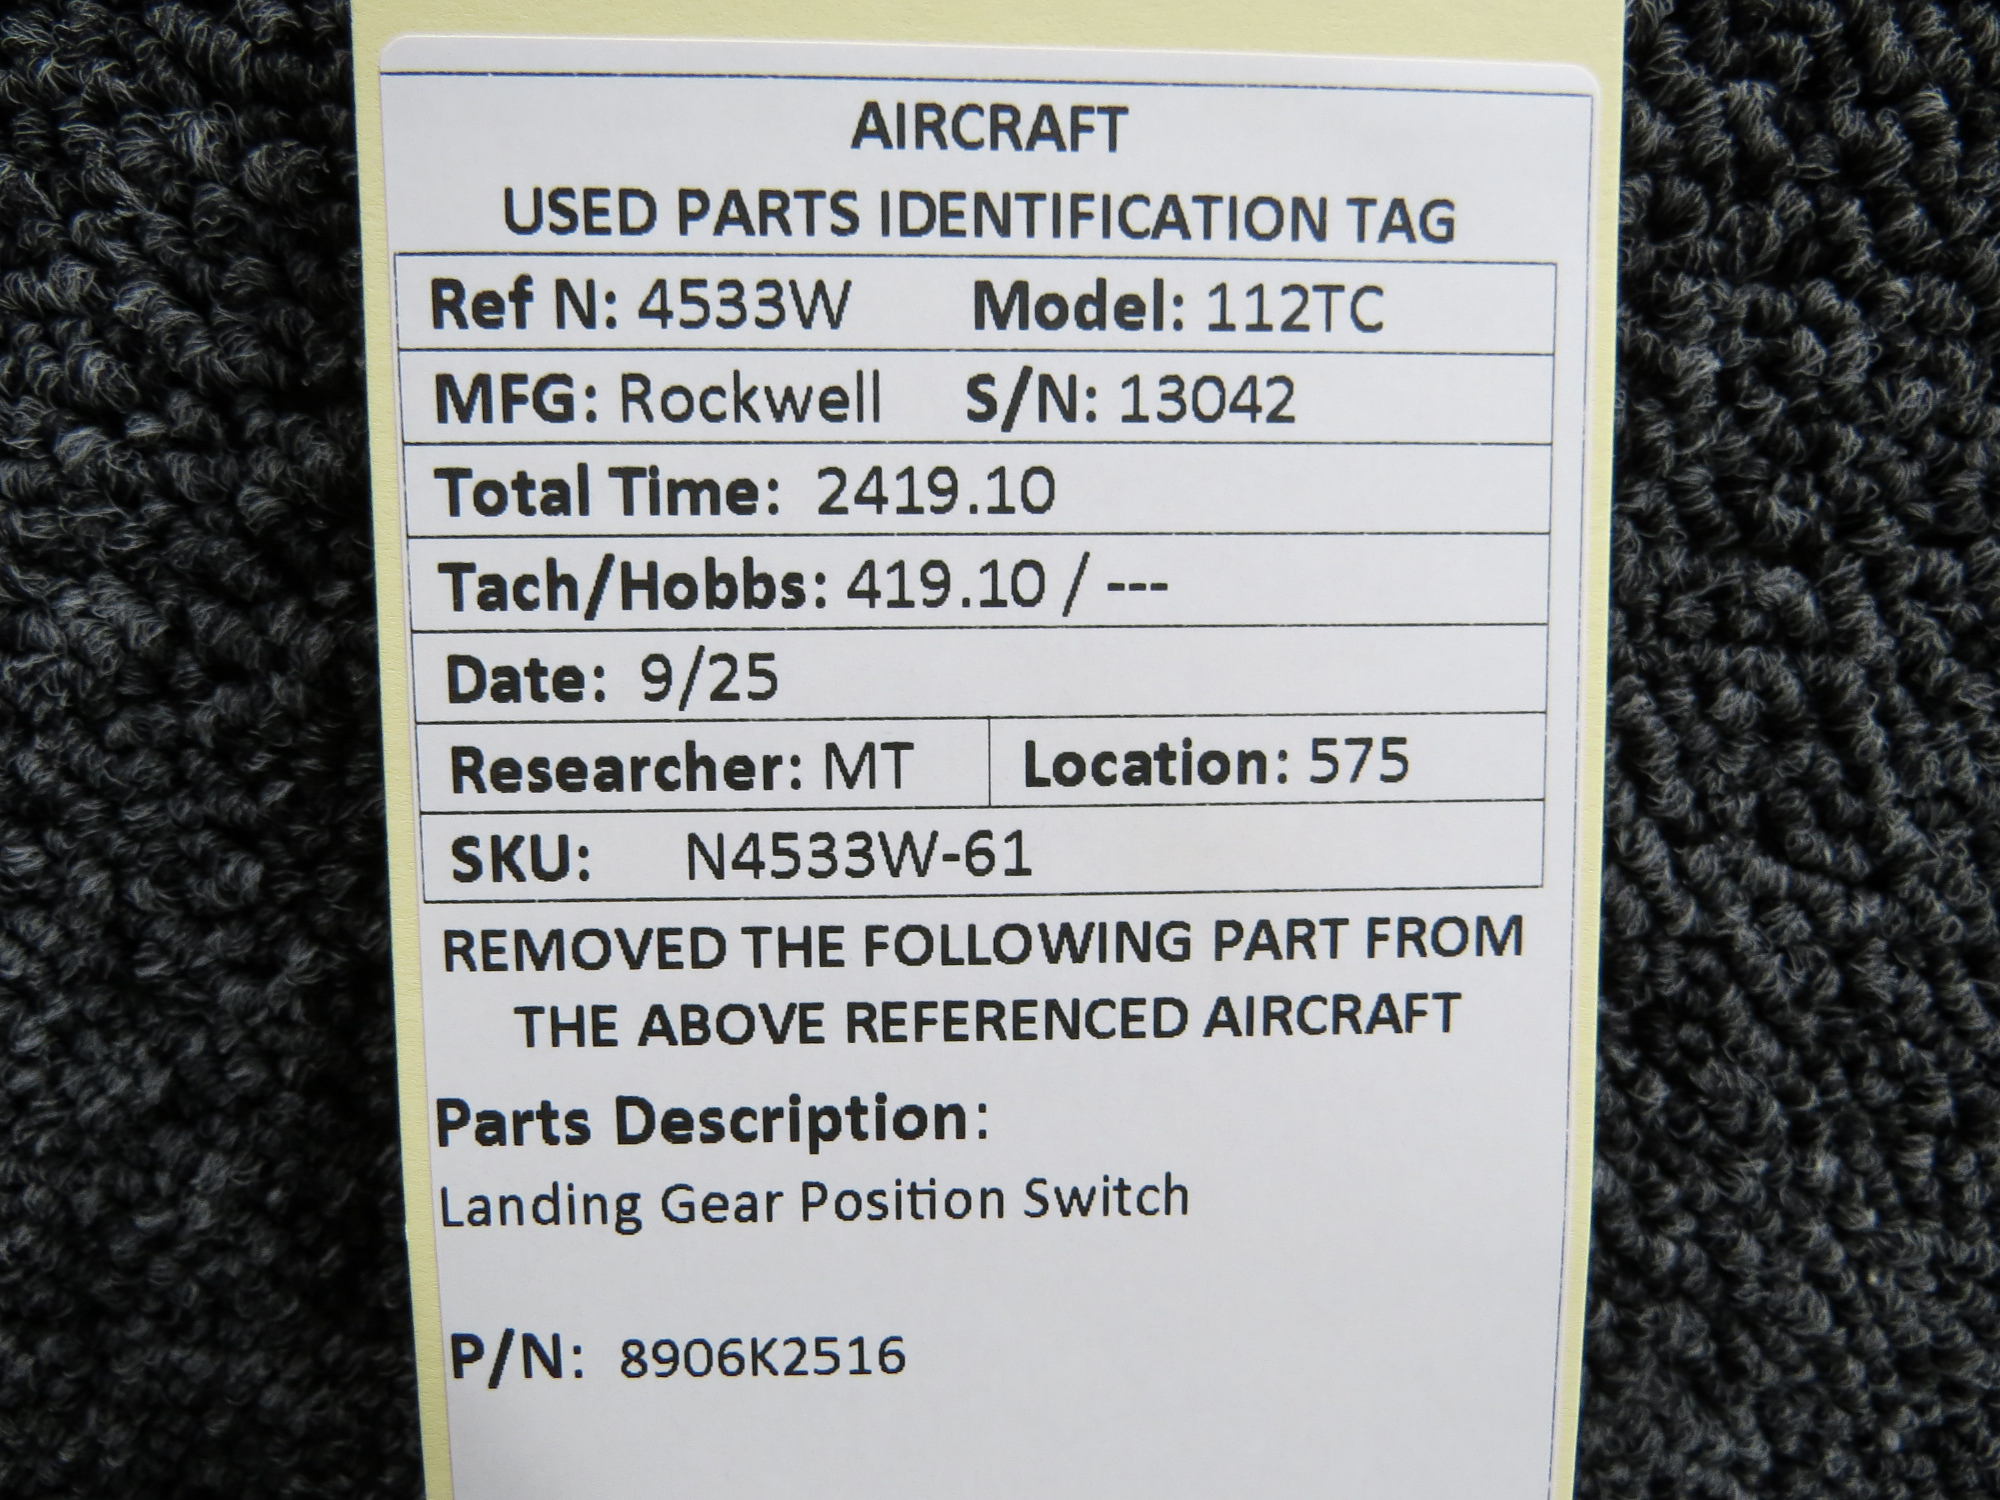 AIRCRAFT
USED PARTS IDENTIFICATION TAG
Ref N: 4533W Model: 112TC
MFG: Rockwell S/N: 13042
Total Time: 2419.10
Tach/Hobbs: 419.10 / ---
Date: 9/25
Researcher: MT Location: 575
SKU: N4533W-61
REMOVED THE FOLLOWING PART FROM
THE ABOVE REFERENCED AIRCRAFT
Parts Description:
Landing Gear Position Switch
P/N: 8906K2516